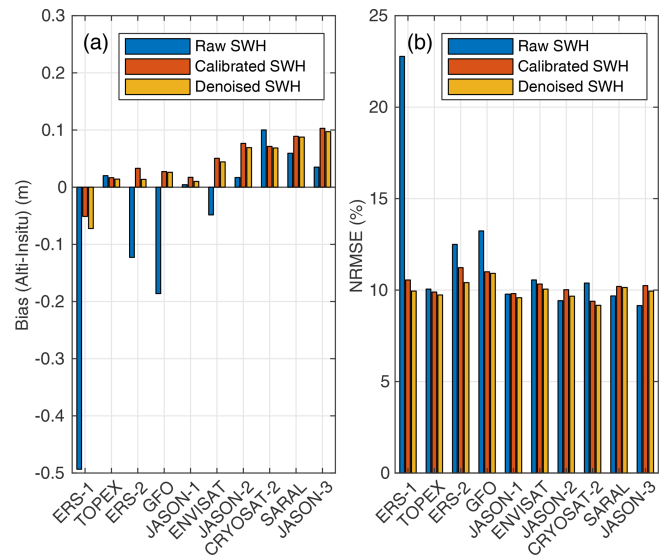 0.3
0.2
0.1
0
-0.1
-0.2
-0.3
-0.4
-0.5
Bias (Alti-Insitu) (m)
(a)
Raw SWH
Calibrated SWH
Denoised SWH
ERS-1
TOPEX
ERS-2
GFO
JASON-1
ENVISAT
JASON-2
CRYOSAT-2
SARAL
JASON-3
25
20
15
10
5
0
NRMSE (%)
(b)
Raw SWH
Calibrated SWH
Denoised SWH
ERS-1
TOPEX
ERS-2
GFO
JASON-1
ENVISAT
JASON-2
CRYOSAT-2
SARAL
JASON-3